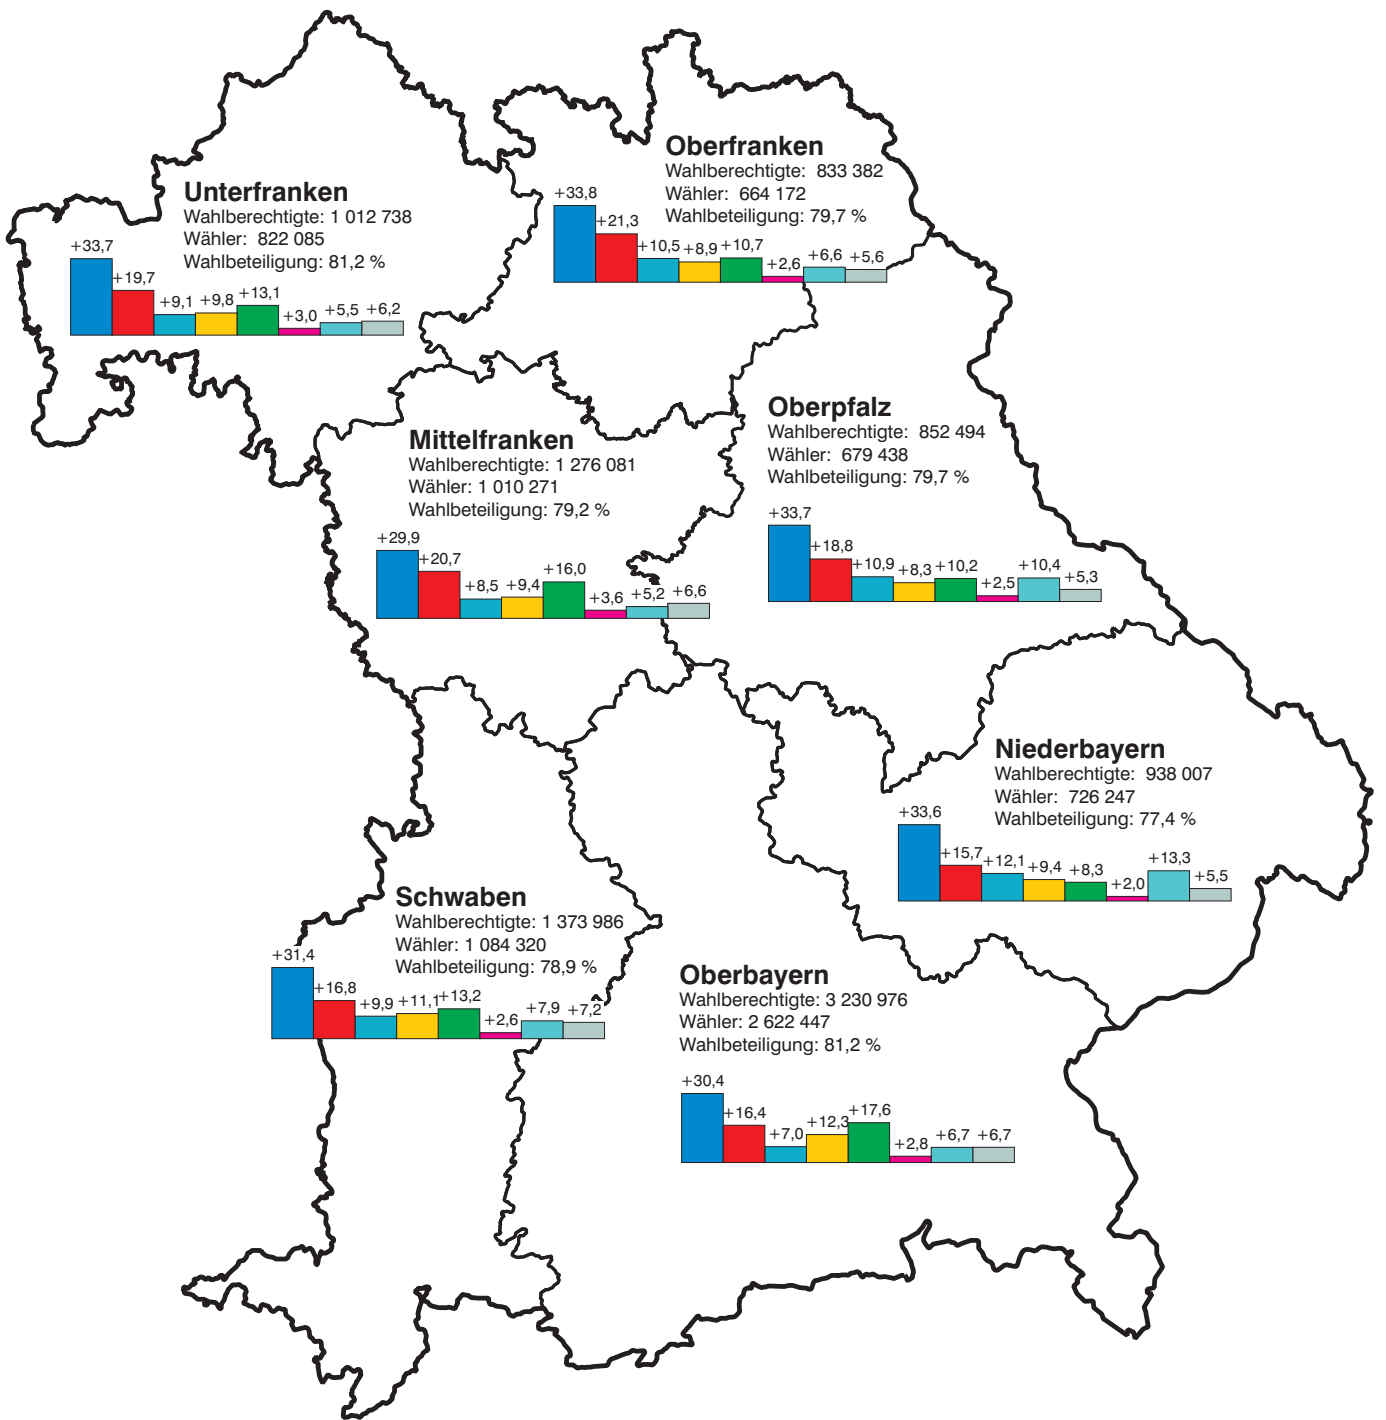 Oberfranken
Wahlberechtigte: 833 382
Wähler: 664 172
Wahlbeteiligung: 79,7 %
+33,8
+21,3
+10,5
+8,9
+10,7
+2,6
+6,6
+5,6
Unterfranken
Wahlberechtigte: 1 012 738
Wähler: 822 085
Wahlbeteiligung: 81,2 %
+33,7
+19,7
+9,1
+9,8
+13,1
+3,0
+5,5
+6,2
Oberpfalz
Wahlberechtigte: 852 494
Wähler: 679 438
Wahlbeteiligung: 79,7 %
+33,7
+18,8
+10,9
+8,3
+10,2
+2,5
+10,4
+5,3
Mittelfranken
Wahlberechtigte: 1 276 081
Wähler: 1 010 271
Wahlbeteiligung: 79,2 %
+29,9
+20,7
+8,5
+9,4
+16,0
+3,6
+5,2
+6,6
Niederbayern
Wahlberechtigte: 938 007
Wähler: 726 247
Wahlbeteiligung: 77,4 %
+33,6
+15,7
+12,1
+9,4
+8,3
+2,0
+13,3
+5,5
Schwaben
Wahlberechtigte: 1 373 986
Wähler: 1 084 320
Wahlbeteiligung: 78,9 %
+31,4
+16,8
+9,9
+11,1
+13,2
+2,6
+7,9
+7,2
Oberbayern
Wahlberechtigte: 3 230 976
Wähler: 2 622 447
Wahlbeteiligung: 81,2 %
+30,4
+16,4
+7,0
+12,3
+17,6
+2,8
+6,7
+6,7